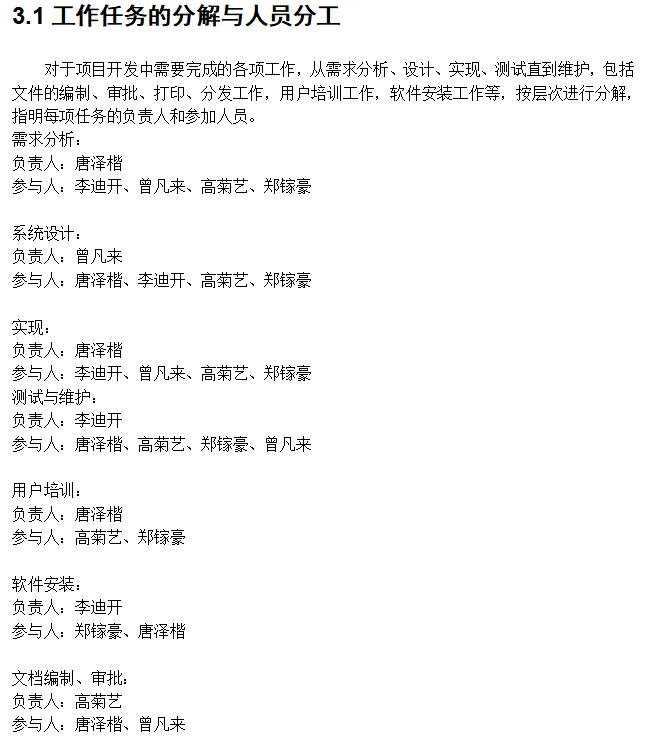 3.1 工作任务的分解与人员分工
对于项目开发中需要完成的各项工作，从需求分析、设计、实现、测试直到维护，包括
文件的编制、审批、打印、分发工作，用户培训工作，软件安装工作等，按层次进行分解，
指明每项任务的负责人和参加人员。
需求分析：
负责人：唐泽楷
参与人：李迪开、曾凡来、高菊艺、郑镓豪
系统设计：
负责人：曾凡来
参与人：唐泽楷、李迪开、高菊艺、郑镓豪
实现：
负责人：唐泽楷
参与人：李迪开、曾凡来、高菊艺、郑镓豪
测试与维护：
负责人：李迪开
参与人：唐泽楷、高菊艺、郑镓豪、曾凡来
用户培训：
负责人：唐泽楷
参与人：高菊艺、郑镓豪
软件安装：
负责人：李迪开
参与人：郑镓豪、唐泽楷
文档编制、审批：
负责人：高菊艺
参与人：唐泽楷、曾凡来